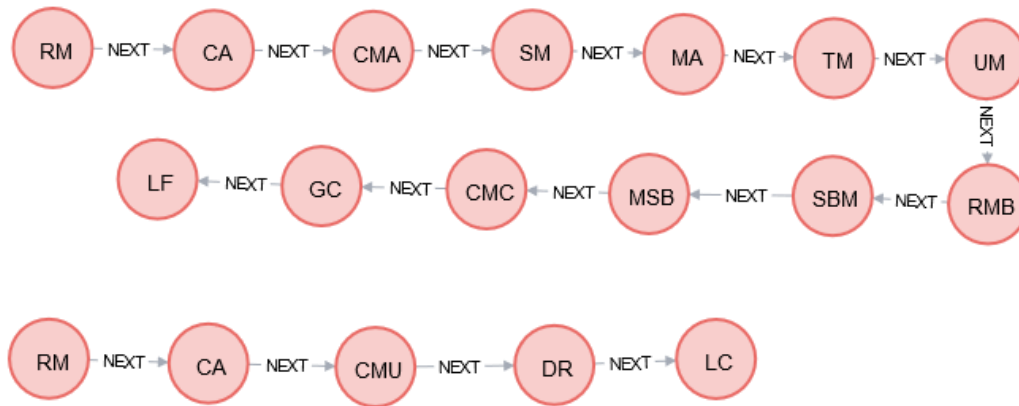 RM NEXT CA NEXT CMA NEXT SM NEXT MA NEXT TM NEXT UM
NEXT
LF NEXT GC NEXT CMC NEXT MSB NEXT SBM NEXT RMB
RM NEXT CA NEXT CMU NEXT DR NEXT LC